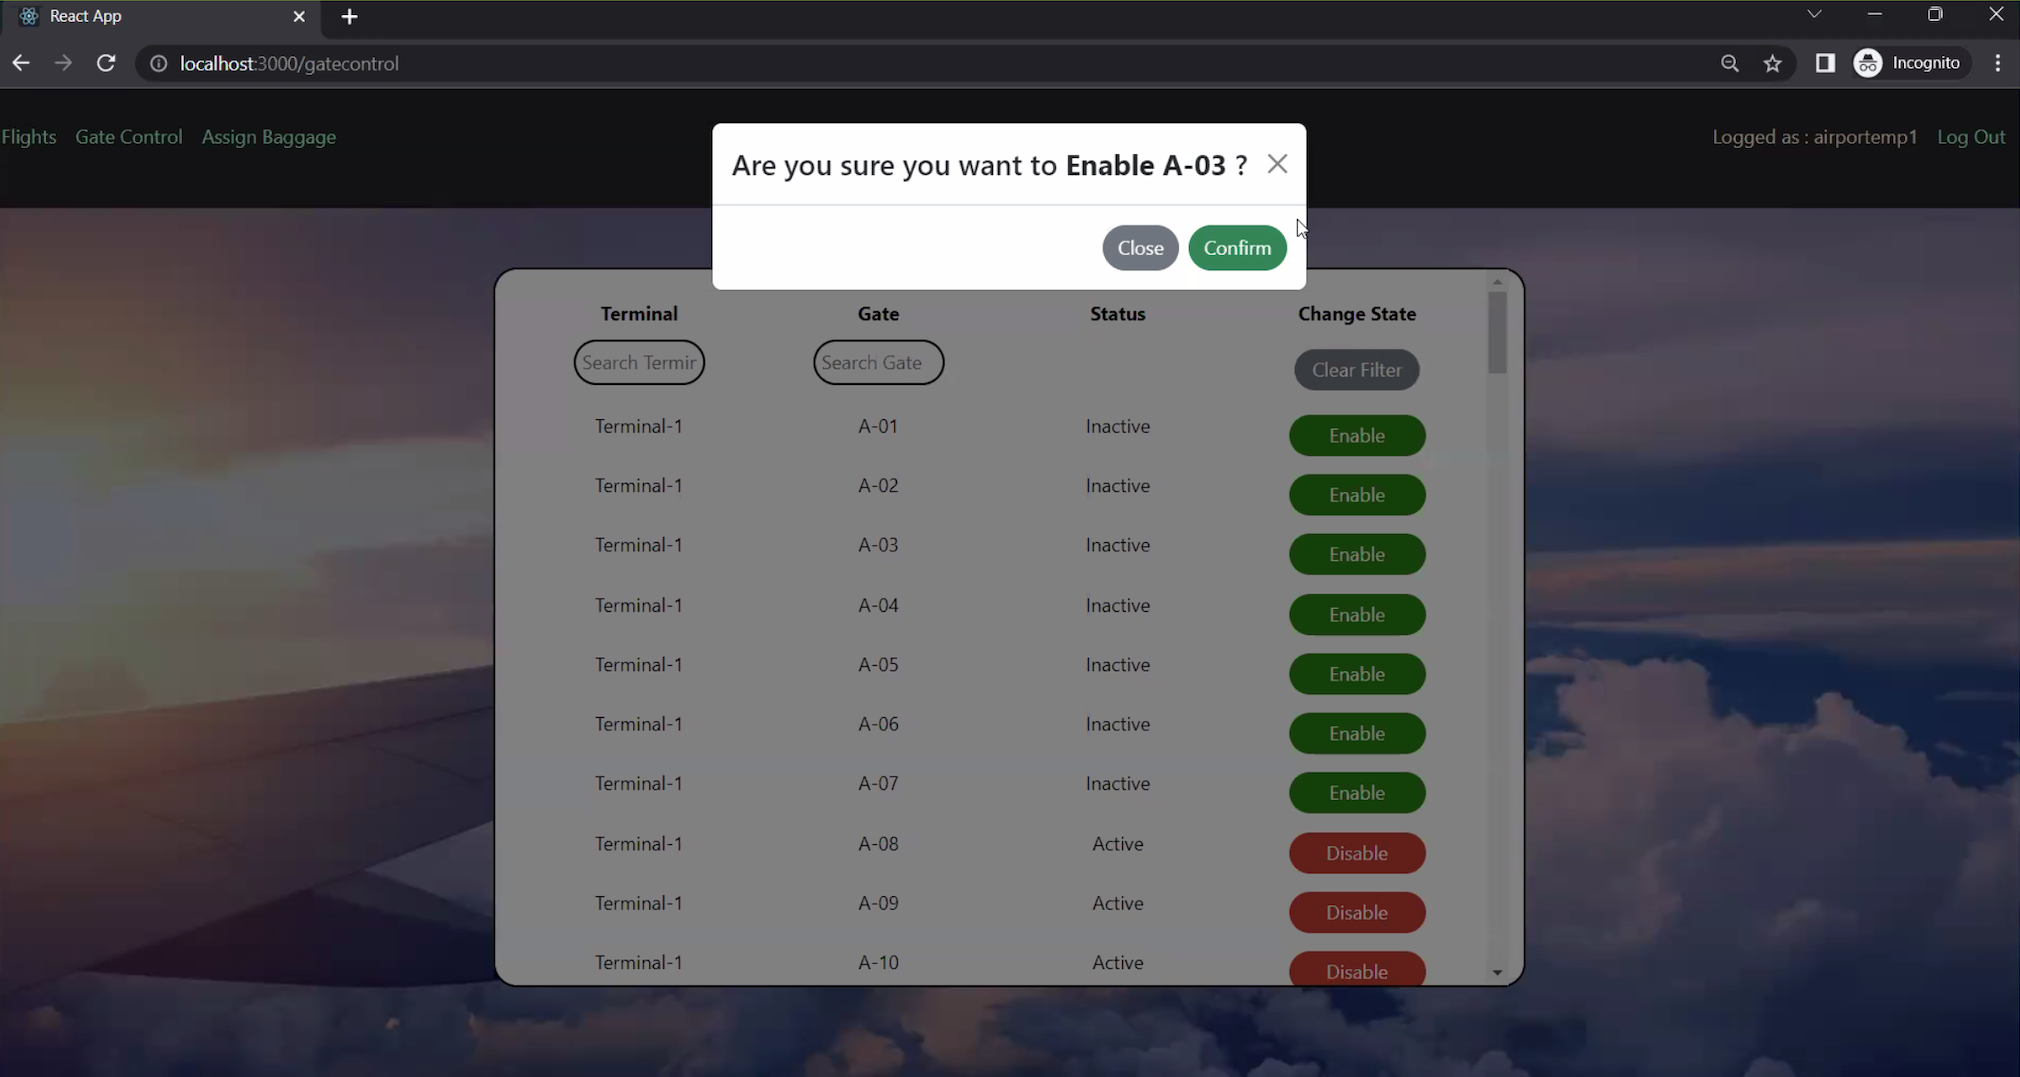 React App
localhost:3000/gatecontrol
Incognito
Flights Gate Control Assign Baggage
Logged as : airportemp1 Log Out
Are you sure you want to Enable A-03 ?
Close Confirm
Terminal Gate Status Change State
Search Termir Search Gate Clear Filter
Terminal-1 A-01 Inactive Enable
Terminal-1 A-02 Inactive Enable
Terminal-1 A-03 Inactive Enable
Terminal-1 A-04 Inactive Enable
Terminal-1 A-05 Inactive Enable
Terminal-1 A-06 Inactive Enable
Terminal-1 A-07 Inactive Enable
Terminal-1 A-08 Active Disable
Terminal-1 A-09 Active Disable
Terminal-1 A-10 Active Disable